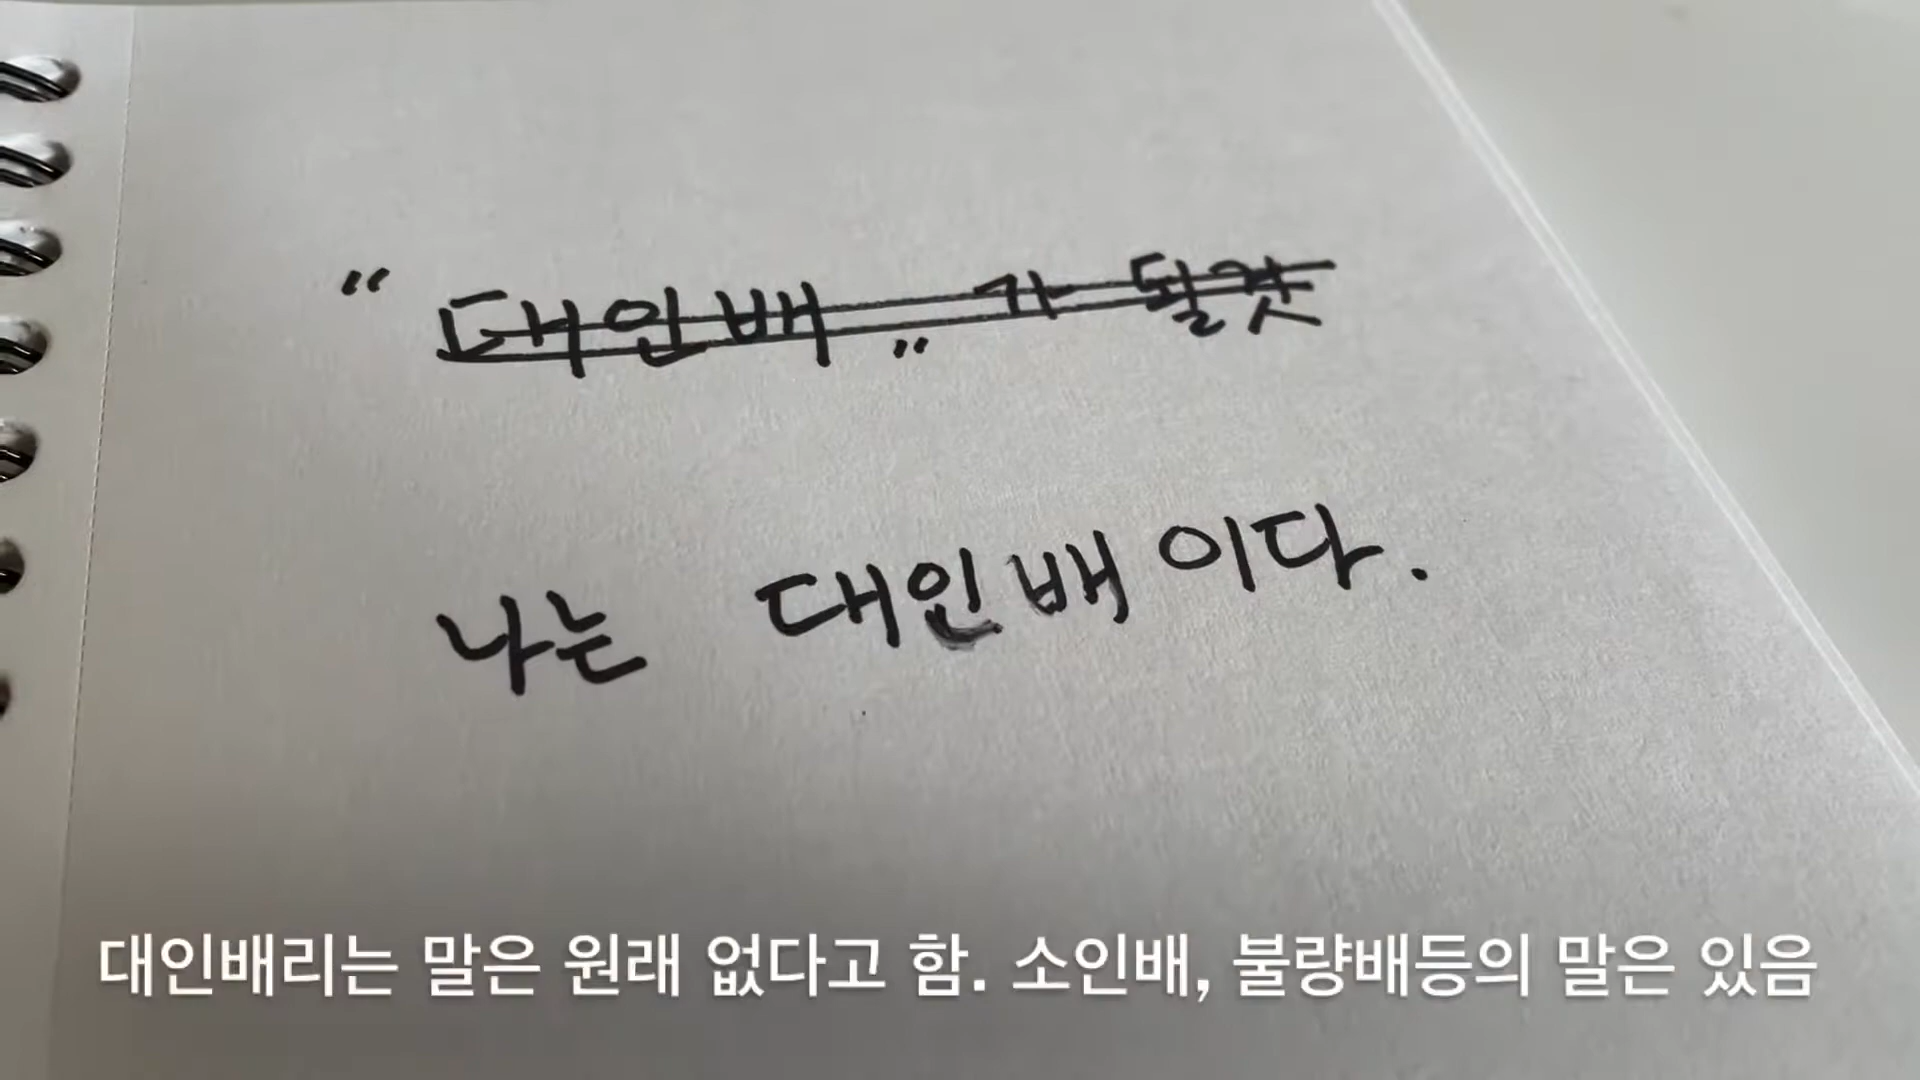 “대인배”가 될것
나는 대인배이다.
대인배리는 말은 원래 없다고 함. 소인배, 불량배등의 말은 있음